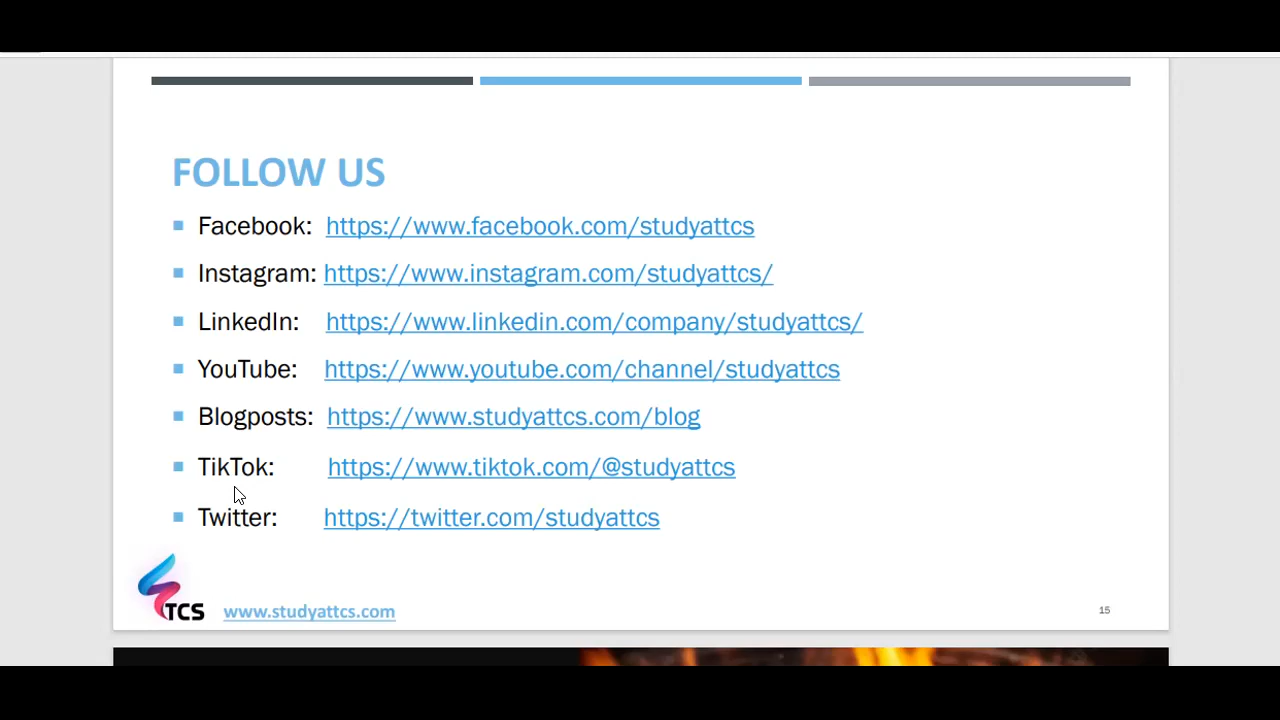 FOLLOW US
Facebook: https://www.facebook.com/studyattcs
Instagram: https://www.instagram.com/studyattcs/
LinkedIn: https://www.linkedin.com/company/studyattcs/
YouTube: https://www.youtube.com/channel/studyattcs
Blogposts: https://www.studyattcs.com/blog
TikTok: https://www.tiktok.com/@studyattcs
Twitter: https://twitter.com/studyattcs
TCS www.studyattcs.com 15